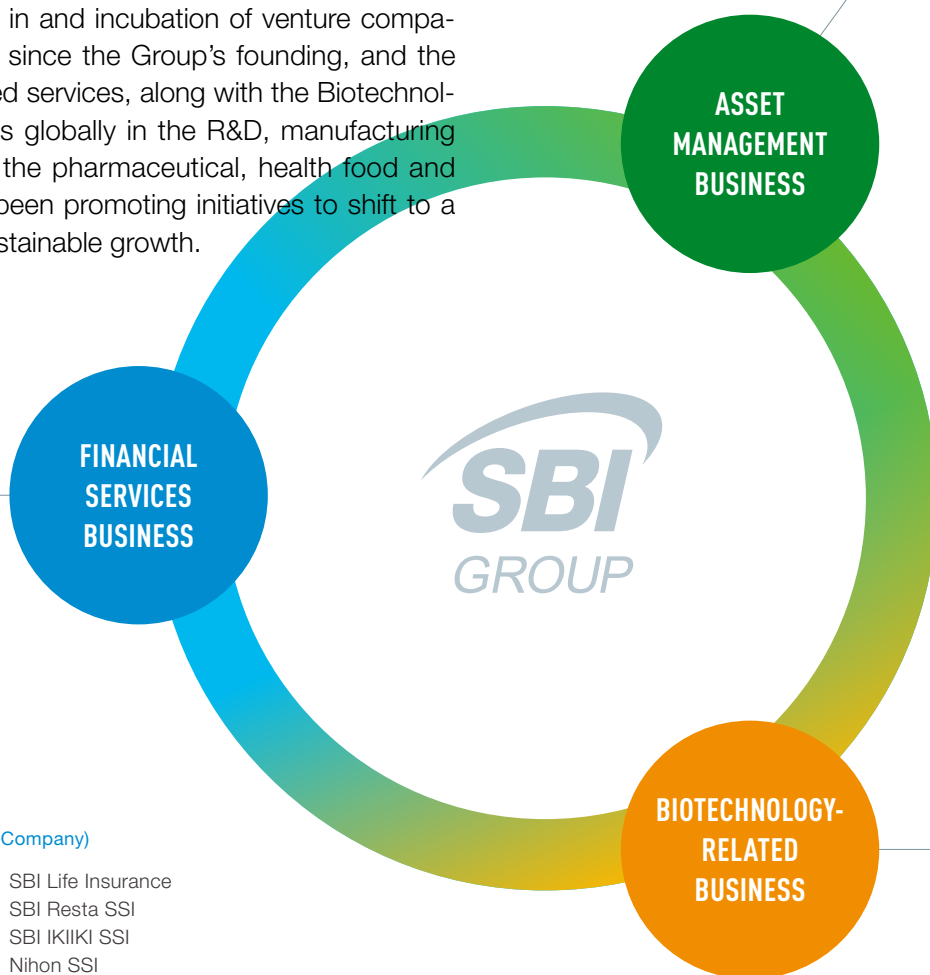 in and incubation of venture compa-
since the Group’s founding, and the
ed services, along with the Biotechnol-
s globally in the R&D, manufacturing
the pharmaceutical, health food and
been promoting initiatives to shift to a
stainable growth.
ASSET
MANAGEMENT
BUSINESS
FINANCIAL
SERVICES
BUSINESS
SBI
GROUP
BIOTECHNOLOGY-
RELATED
BUSINESS
Company)
SBI Life Insurance
SBI Resta SSI
SBI IKIIKI SSI
Nihon SSI